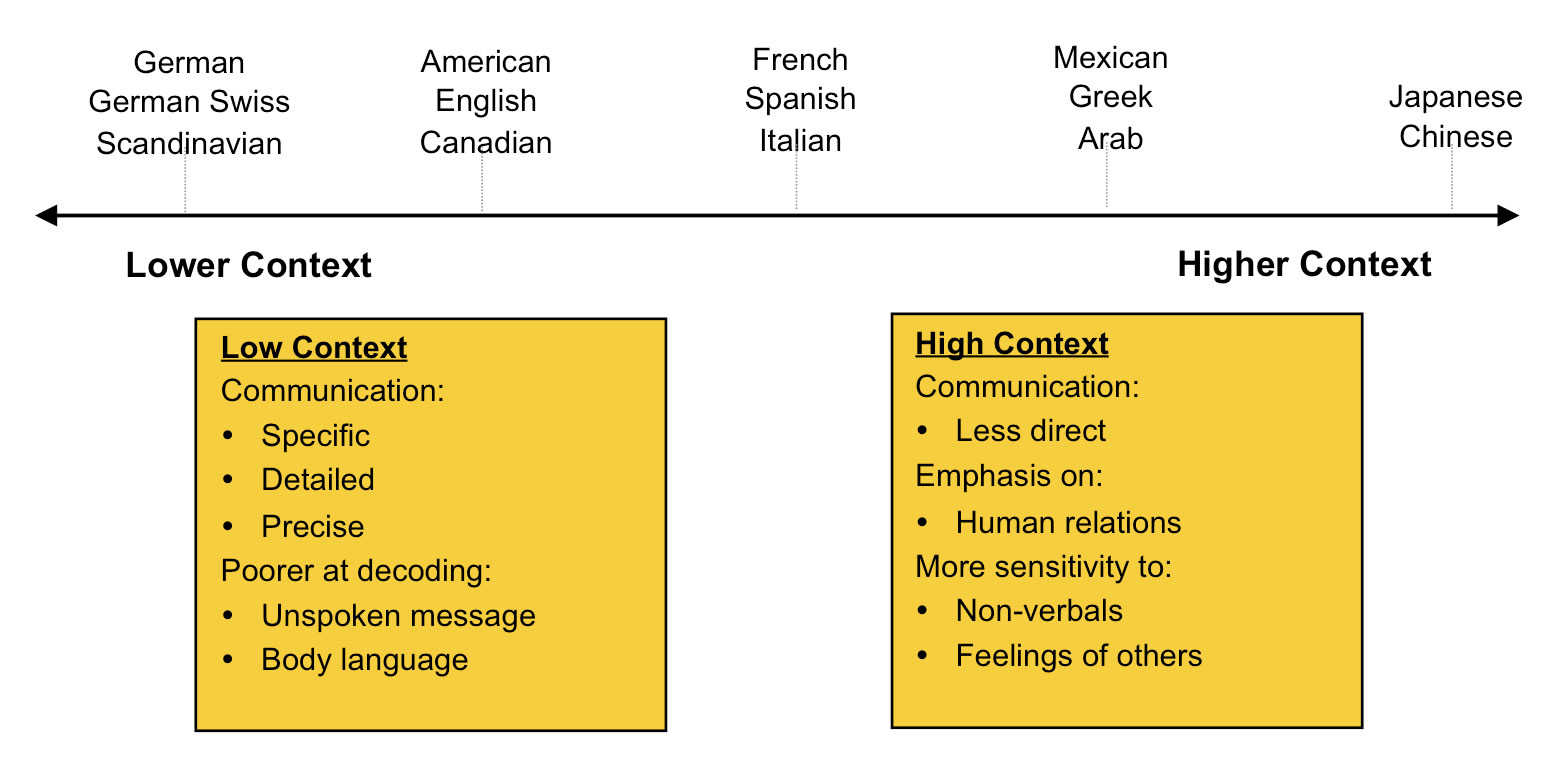 German
German Swiss
Scandinavian
American
English
Canadian
French
Spanish
Italian
Mexican
Greek
Arab
Japanese
Chinese
Lower Context
Higher Context
Low Context
Communication:
• Specific
• Detailed
• Precise
Poorer at decoding:
• Unspoken message
• Body language
High Context
Communication:
• Less direct
Emphasis on:
• Human relations
More sensitivity to:
• Non-verbals
• Feelings of others